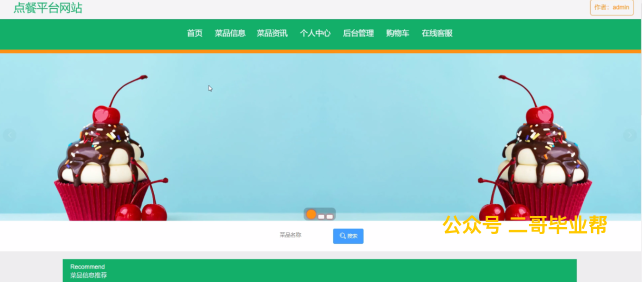 点餐平台网站
作者：admin
首页 菜品信息 菜品资讯 个人中心 后台管理 购物车 在线客服
公众号 二哥毕业帮
菜品名称 搜索
Recommend
菜品信息推荐